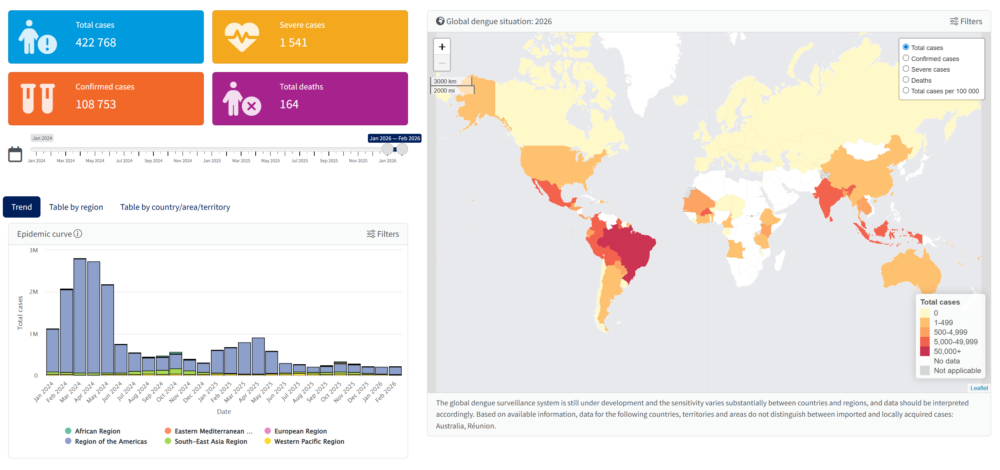 Total cases
422 768
Severe cases
1 541
Confirmed cases
108 753
Total deaths
164
Jan 2024
Jan 2026 — Feb 2026
Jan 2024 Mar 2024 May 2024 Jul 2024 Sep 2024 Nov 2024 Jan 2025 Mar 2025 May 2025 Jul 2025 Sep 2025 Nov 2025 Jan 2026
Trend
Table by region
Table by country/area/territory
Epidemic curve
Filters
3M
2M
1M
0
Total cases
Jan 2024 Feb 2024 Mar 2024 Apr 2024 May 2024 Jun 2024 Jul 2024 Aug 2024 Sep 2024 Oct 2024 Nov 2024 Dec 2024 Jan 2025 Feb 2025 Mar 2025 Apr 2025 May 2025 Jun 2025 Jul 2025 Aug 2025 Sep 2025 Oct 2025 Nov 2025 Dec 2025 Jan 2026 Feb 2026
Date
African Region
Eastern Mediterranean ...
European Region
Region of the Americas
South-East Asia Region
Western Pacific Region
Global dengue situation: 2026
Filters
+
−
3000 km
2000 mi
Total cases
Confirmed cases
Severe cases
Deaths
Total cases per 100 000
Total cases
0
1-499
500-4,999
5,000-49,999
50,000+
No data
Not applicable
Leaflet
The global dengue surveillance system is still under development and the sensitivity varies substantially between countries and regions, and data should be interpreted
accordingly. Based on available information, data for the following countries, territories and areas do not distinguish between imported and locally acquired cases:
Australia, Réunion.